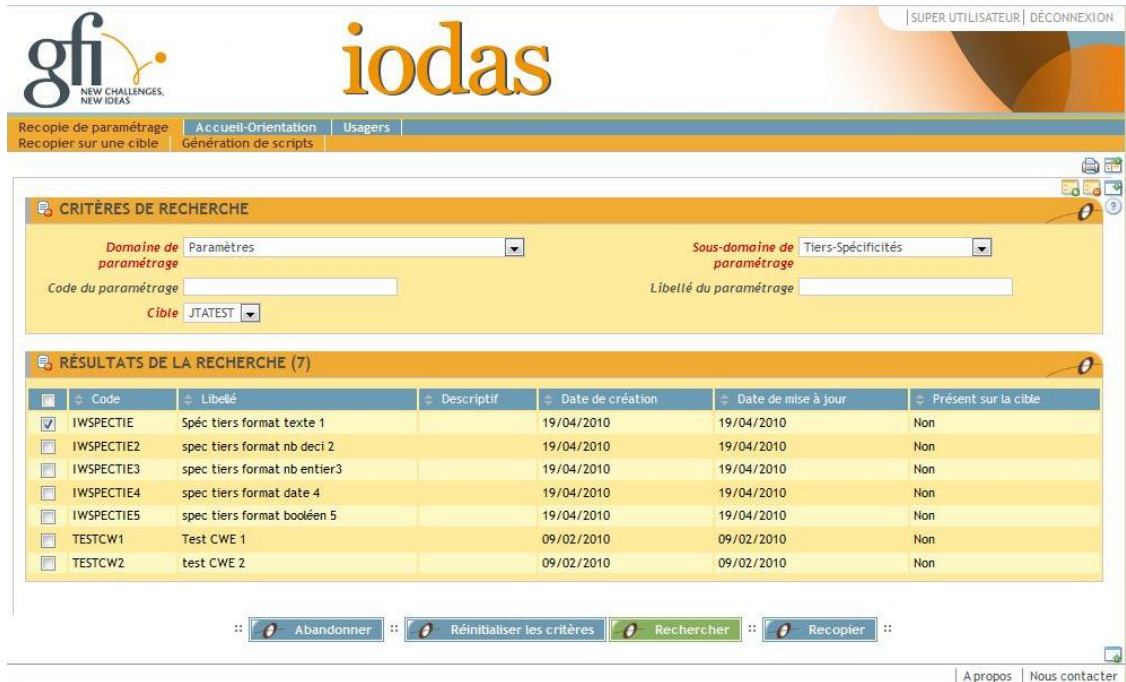 SUPER UTILISATEUR | DÉCONNEXION
gfi
NEW CHALLENGES,
NEW IDEAS
iodas
Recopie de paramétrage Accueil-Orientation Usagers
Recopier sur une cible Génération de scripts
CRITÈRES DE RECHERCHE
Domaine de Paramètres Sous-domaine de Tiers-Spécificités
paramétrage paramétrage
Code du paramétrage Libellé du paramétrage
Cible JTATEST
RÉSULTATS DE LA RECHERCHE (7)
Code Libellé Descriptif Date de création Date de mise à jour Présent sur la cible
IWSPECTIE Spéc tiers format texte 1 19/04/2010 19/04/2010 Non
IWSPECTIE2 spec tiers format nb deci 2 19/04/2010 19/04/2010 Non
IWSPECTIE3 spec tiers format nb entier3 19/04/2010 19/04/2010 Non
IWSPECTIE4 spec tiers format date 4 19/04/2010 19/04/2010 Non
IWSPECTIE5 spec tiers format booléen 5 19/04/2010 19/04/2010 Non
TESTCW1 Test CWE 1 09/02/2010 09/02/2010 Non
TESTCW2 test CWE 2 09/02/2010 09/02/2010 Non
:: Abandonner :: Réinitialiser les critères Rechercher :: Recopier ::
| A propos | Nous contacter